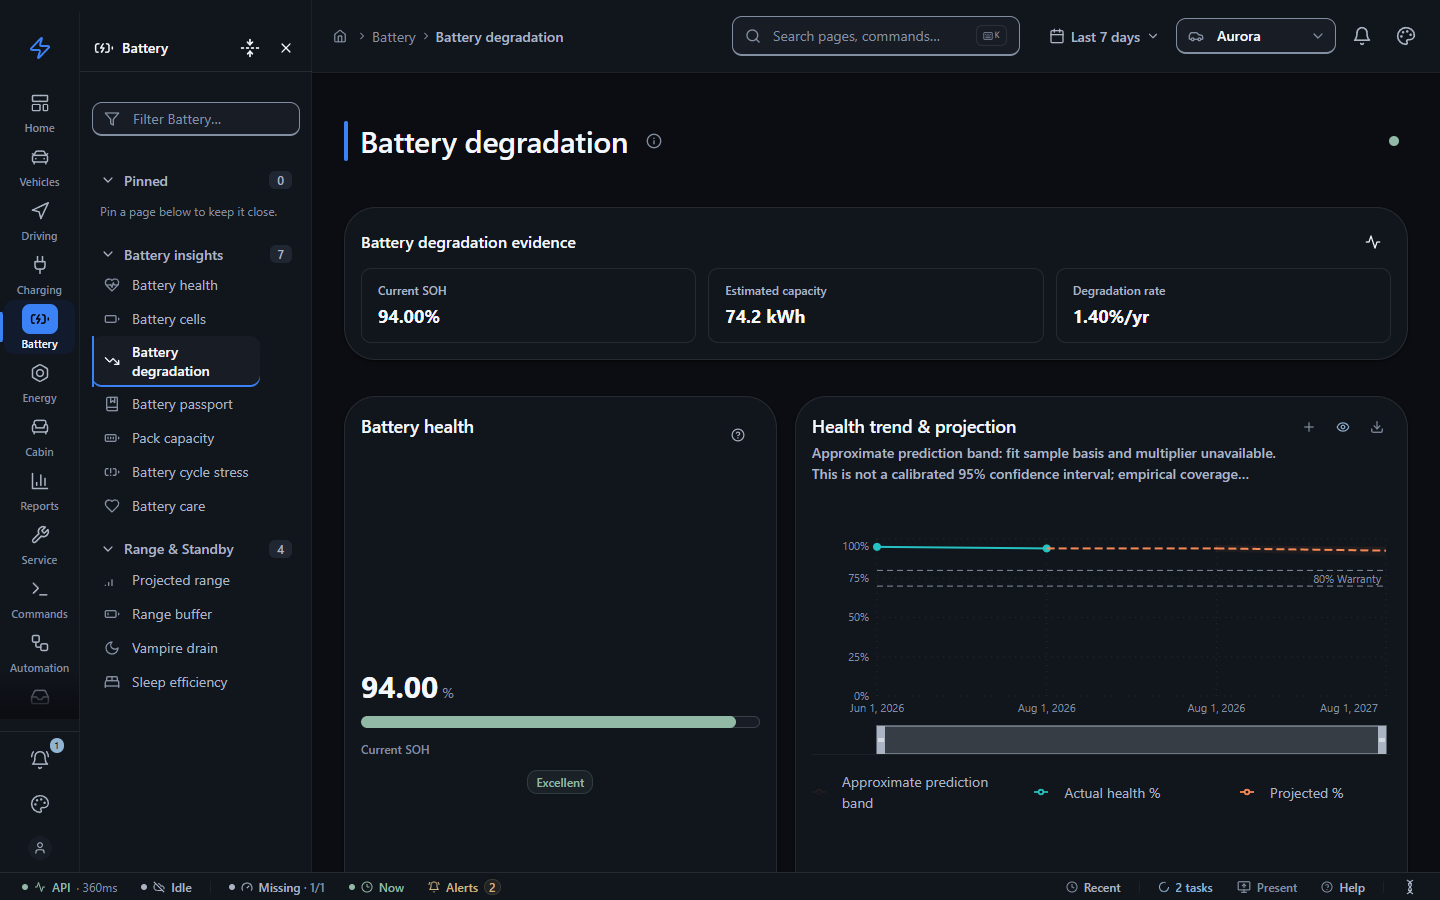 Battery
Battery
Battery degradation
Search pages, commands...
K
Last 7 days
Aurora
Home
Vehicles
Driving
Charging
Battery
Energy
Cabin
Reports
Service
Commands
Automation
1
Filter Battery...
Pinned
0
Pin a page below to keep it close.
Battery insights
7
Battery health
Battery cells
Battery
degradation
Battery passport
Pack capacity
Battery cycle stress
Battery care
Range & Standby
4
Projected range
Range buffer
Vampire drain
Sleep efficiency
Battery degradation
Battery degradation evidence
Current SOH
94.00%
Estimated capacity
74.2 kWh
Degradation rate
1.40%/yr
Battery health
94.00 %
Current SOH
Excellent
Health trend & projection
Approximate prediction band: fit sample basis and multiplier unavailable.
This is not a calibrated 95% confidence interval; empirical coverage...
100%
75%
80% Warranty
50%
25%
0%
Jun 1, 2026
Aug 1, 2026
Aug 1, 2026
Aug 1, 2027
Approximate prediction
band
Actual health %
Projected %
API · 360ms
Idle
Missing · 1/1
Now
Alerts 2
Recent
2 tasks
Present
Help